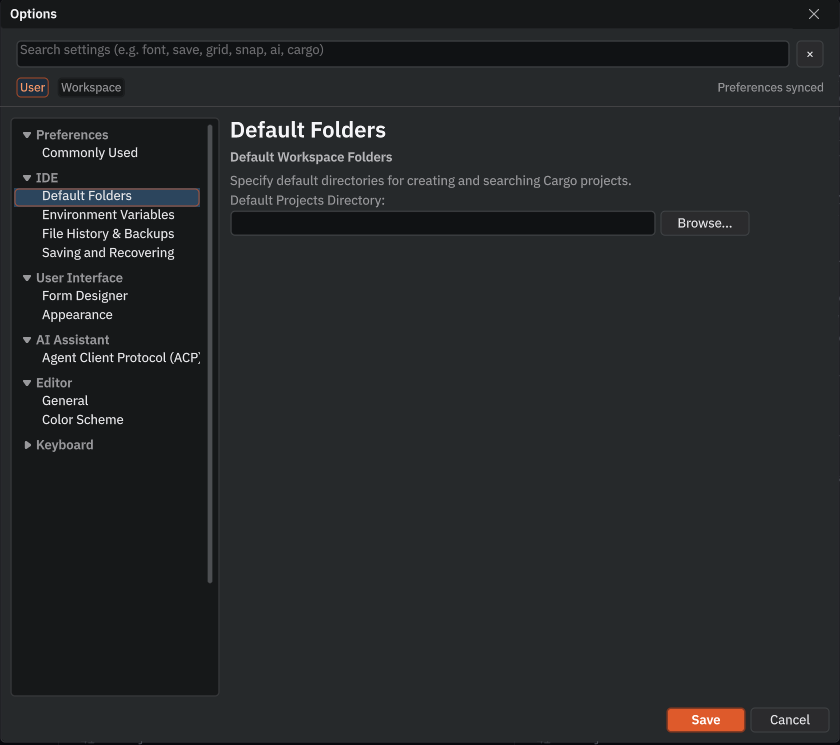 Options
Search settings (e.g. font, save, grid, snap, ai, cargo)
×
User Workspace Preferences synced
Preferences
Commonly Used
IDE
Default Folders
Environment Variables
File History & Backups
Saving and Recovering
User Interface
Form Designer
Appearance
AI Assistant
Agent Client Protocol (ACP)
Editor
General
Color Scheme
Keyboard
Default Folders
Default Workspace Folders
Specify default directories for creating and searching Cargo projects.
Default Projects Directory:
Browse...
Save Cancel